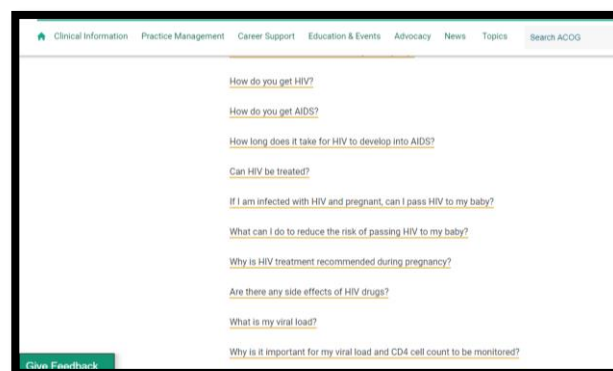 Clinical Information Practice Management Career Support Education & Events Advocacy News Topics Search ACOG
How do you get HIV?
How do you get AIDS?
How long does it take for HIV to develop into AIDS?
Can HIV be treated?
If I am infected with HIV and pregnant, can I pass HIV to my baby?
What can I do to reduce the risk of passing HIV to my baby?
Why is HIV treatment recommended during pregnancy?
Are there any side effects of HIV drugs?
What is my viral load?
Why is it important for my viral load and CD4 cell count to be monitored?
Give Feedback